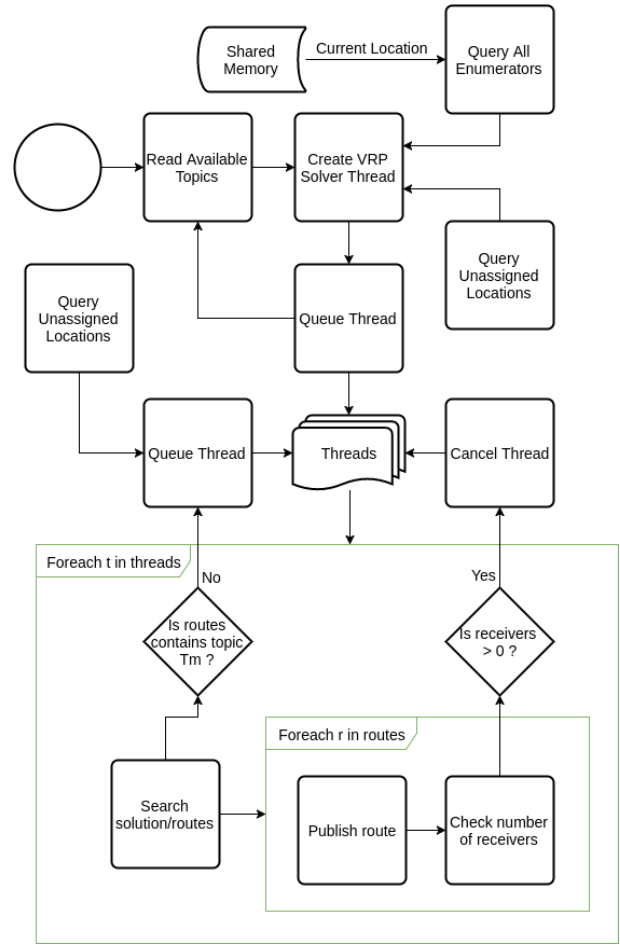 Shared
Memory
Current Location
Query All
Enumerators
Read Available
Topics
Create VRP
Solver Thread
Query
Unassigned
Locations
Query
Unassigned
Locations
Queue Thread
Queue Thread
Threads
Cancel Thread
Foreach t in threads
No
Yes
Is routes
contains topic
Tm ?
Is receivers
> 0 ?
Foreach r in routes
Search
solution/routes
Publish route
Check number
of receivers